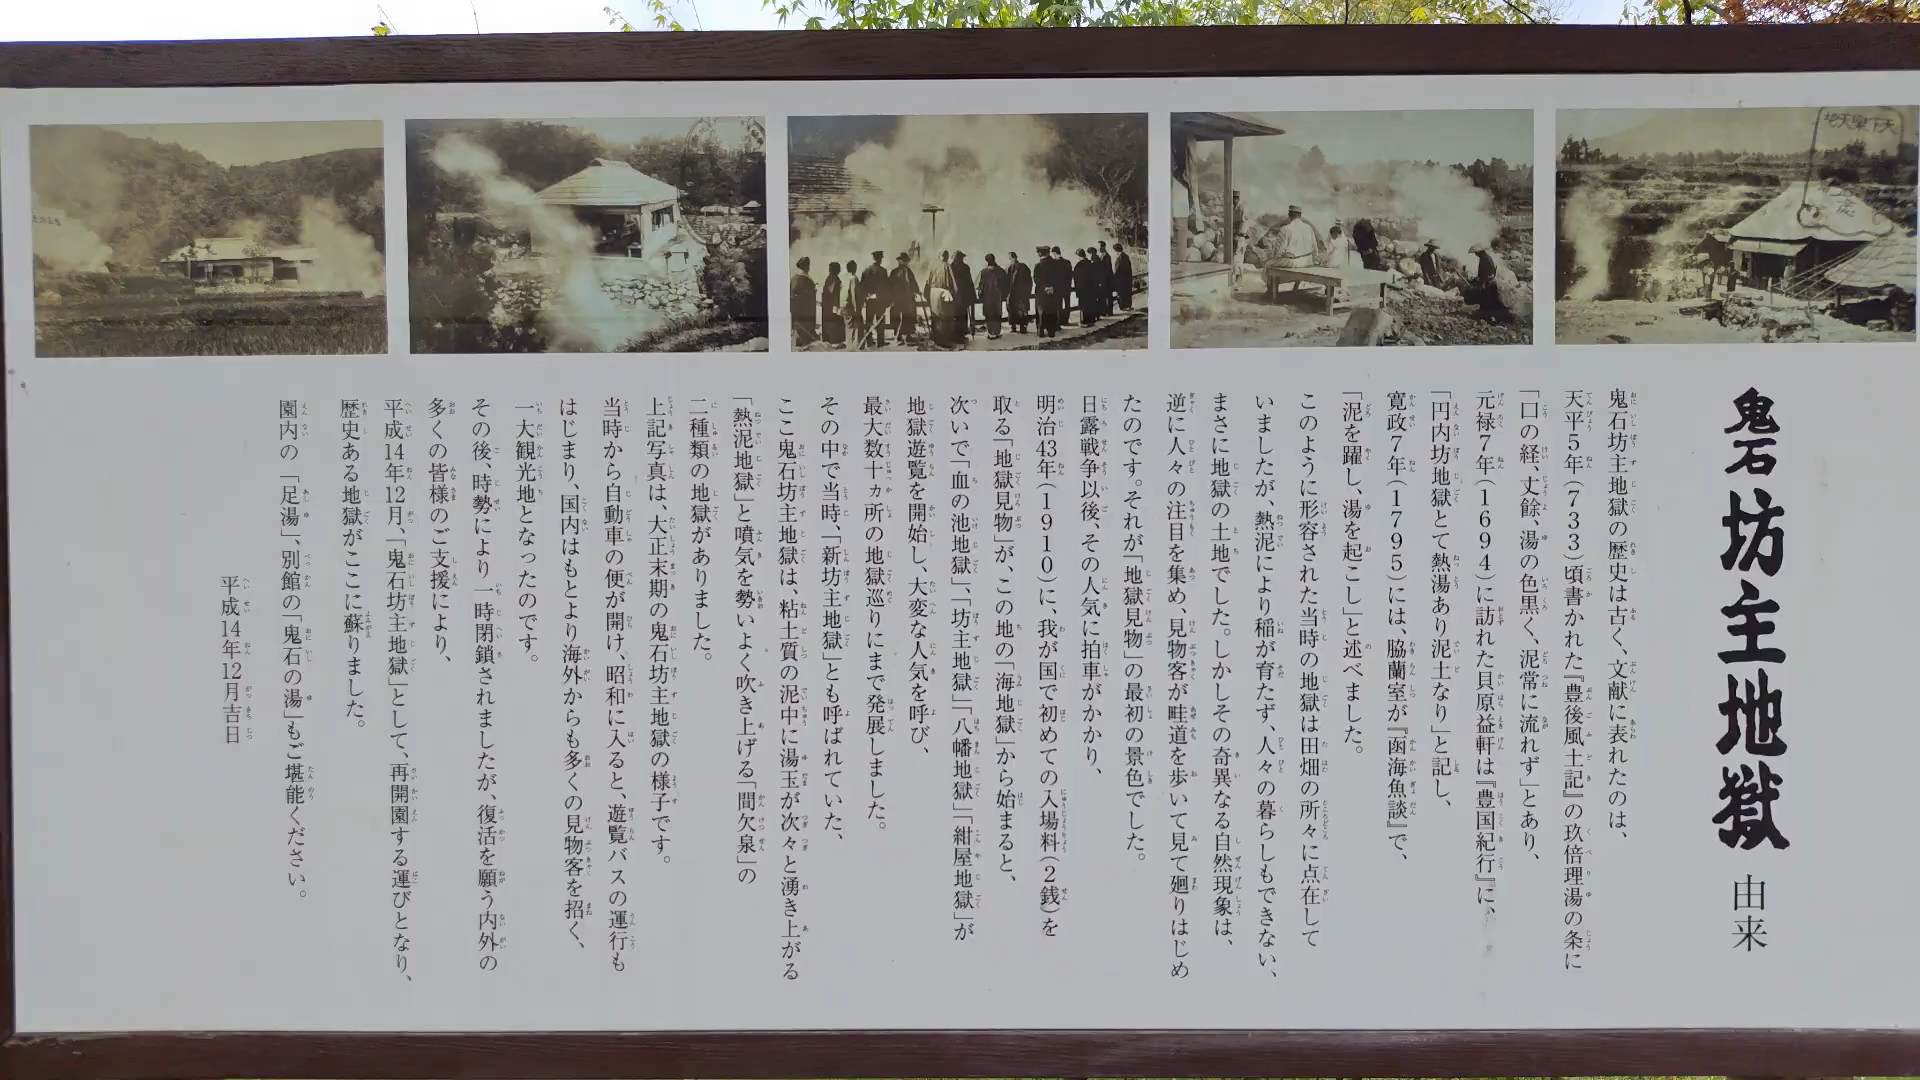 鬼石坊主地獄 由来
鬼石坊主地獄の歴史は古く、文献に表れたのは、
天平5年(733)頃書かれた『豊後風土記』の玖倍理湯の条に
「口の経、丈餘、湯の色黒く、泥常に流れず」とあり、
元禄7年(1694)に訪れた貝原益軒は『豊国紀行』に、
「円内坊地獄とて熱湯あり泥土なり」と記し、
寛政7年(1795)には、脇蘭室が『函海魚談』で、
「泥を躍し、湯を起こし」と述べました。
このように形容された当時の地獄は田畑の所々に点在して
いましたが、熱泥により稲が育たず、人々の暮らしもできない、
まさに地獄の土地でした。しかしその奇異なる自然現象は、
逆に人々の注目を集め、見物客が畦道を歩いて見て廻りはじめ
たのです。それが「地獄見物」の最初の景色でした。
日露戦争以後、その人気に拍車がかかり、
明治43年(1910)に、我が国で初めての入場料(2銭)を
取る「地獄見物」が、この地の「海地獄」から始まると、
次いで「血の池地獄」、「坊主地獄」「八幡地獄」「紺屋地獄」が
地獄遊覧を開始し、大変な人気を呼び、
最大数十ヵ所の地獄巡りにまで発展しました。
その中で当時、「新坊主地獄」とも呼ばれていた、
ここ鬼石坊主地獄は、粘土質の泥中に湯玉が次々と湧き上がる
「熱泥地獄」と噴気を勢いよく吹き上げる「間欠泉」の
二種類の地獄がありました。
上記写真は、大正末期の鬼石坊主地獄の様子です。
当時から自動車の便が開け、昭和に入ると、遊覧バスの運行も
はじまり、国内はもとより海外からも多くの見物客を招く、
一大観光地となったのです。
その後、時勢により一時閉鎖されましたが、復活を願う内外の
多くの皆様のご支援により、
平成14年12月、「鬼石坊主地獄」として、再開園する運びとなり、
歴史ある地獄がここに蘇りました。
園内の「足湯」、別館の「鬼石の湯」もご堪能ください。
平成14年12月吉日